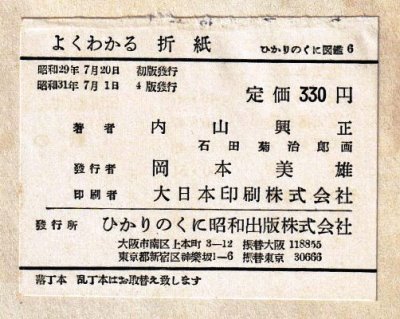 よくわかる 折紙 ひかりのくに図鑑 6
昭和29年 7月20日 初版發行
昭和31年 7月 1日 4 版發行
定価 330 円
著者 内山興正
石田菊治郎画
發行者 岡本美雄
印刷者 大日本印刷株式会社
發行所 ひかりのくに昭和出版株式会社
大阪市南区上本町 3—12 振替大阪 118855
東京都新宿区神樂坂1—6 振替東京 30666
落丁本 乱丁本はお取替え致します